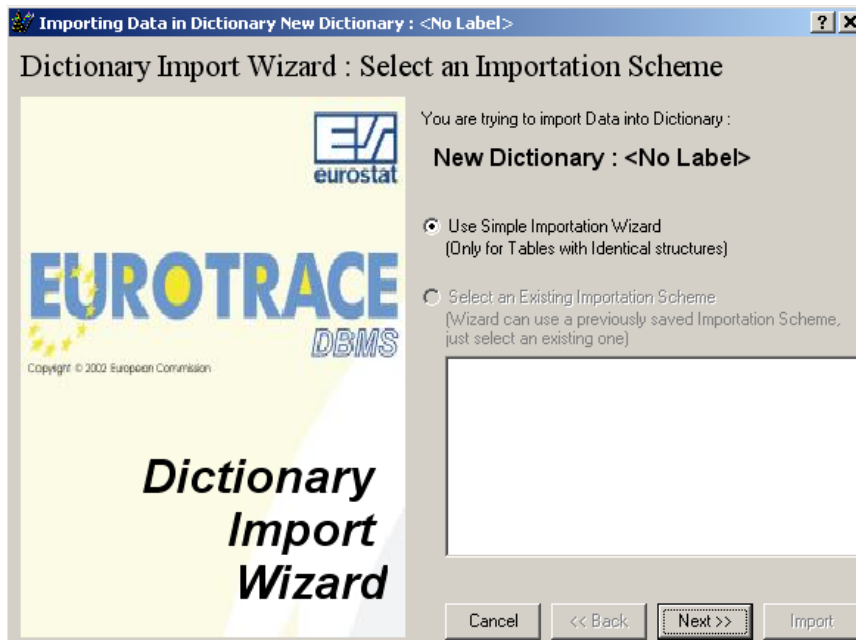 Importing Data in Dictionary New Dictionary : <No Label>
Dictionary Import Wizard : Select an Importation Scheme
eurostat
EUROTRACE
DBMS
Copyright © 2002 European Commission
Dictionary
Import
Wizard
You are trying to import Data into Dictionary :
New Dictionary : <No Label>
Use Simple Importation Wizard
(Only for Tables with Identical structures)
Select an Existing Importation Scheme
(Wizard can use a previously saved Importation Scheme,
just select an existing one)
Cancel << Back Next >> Import